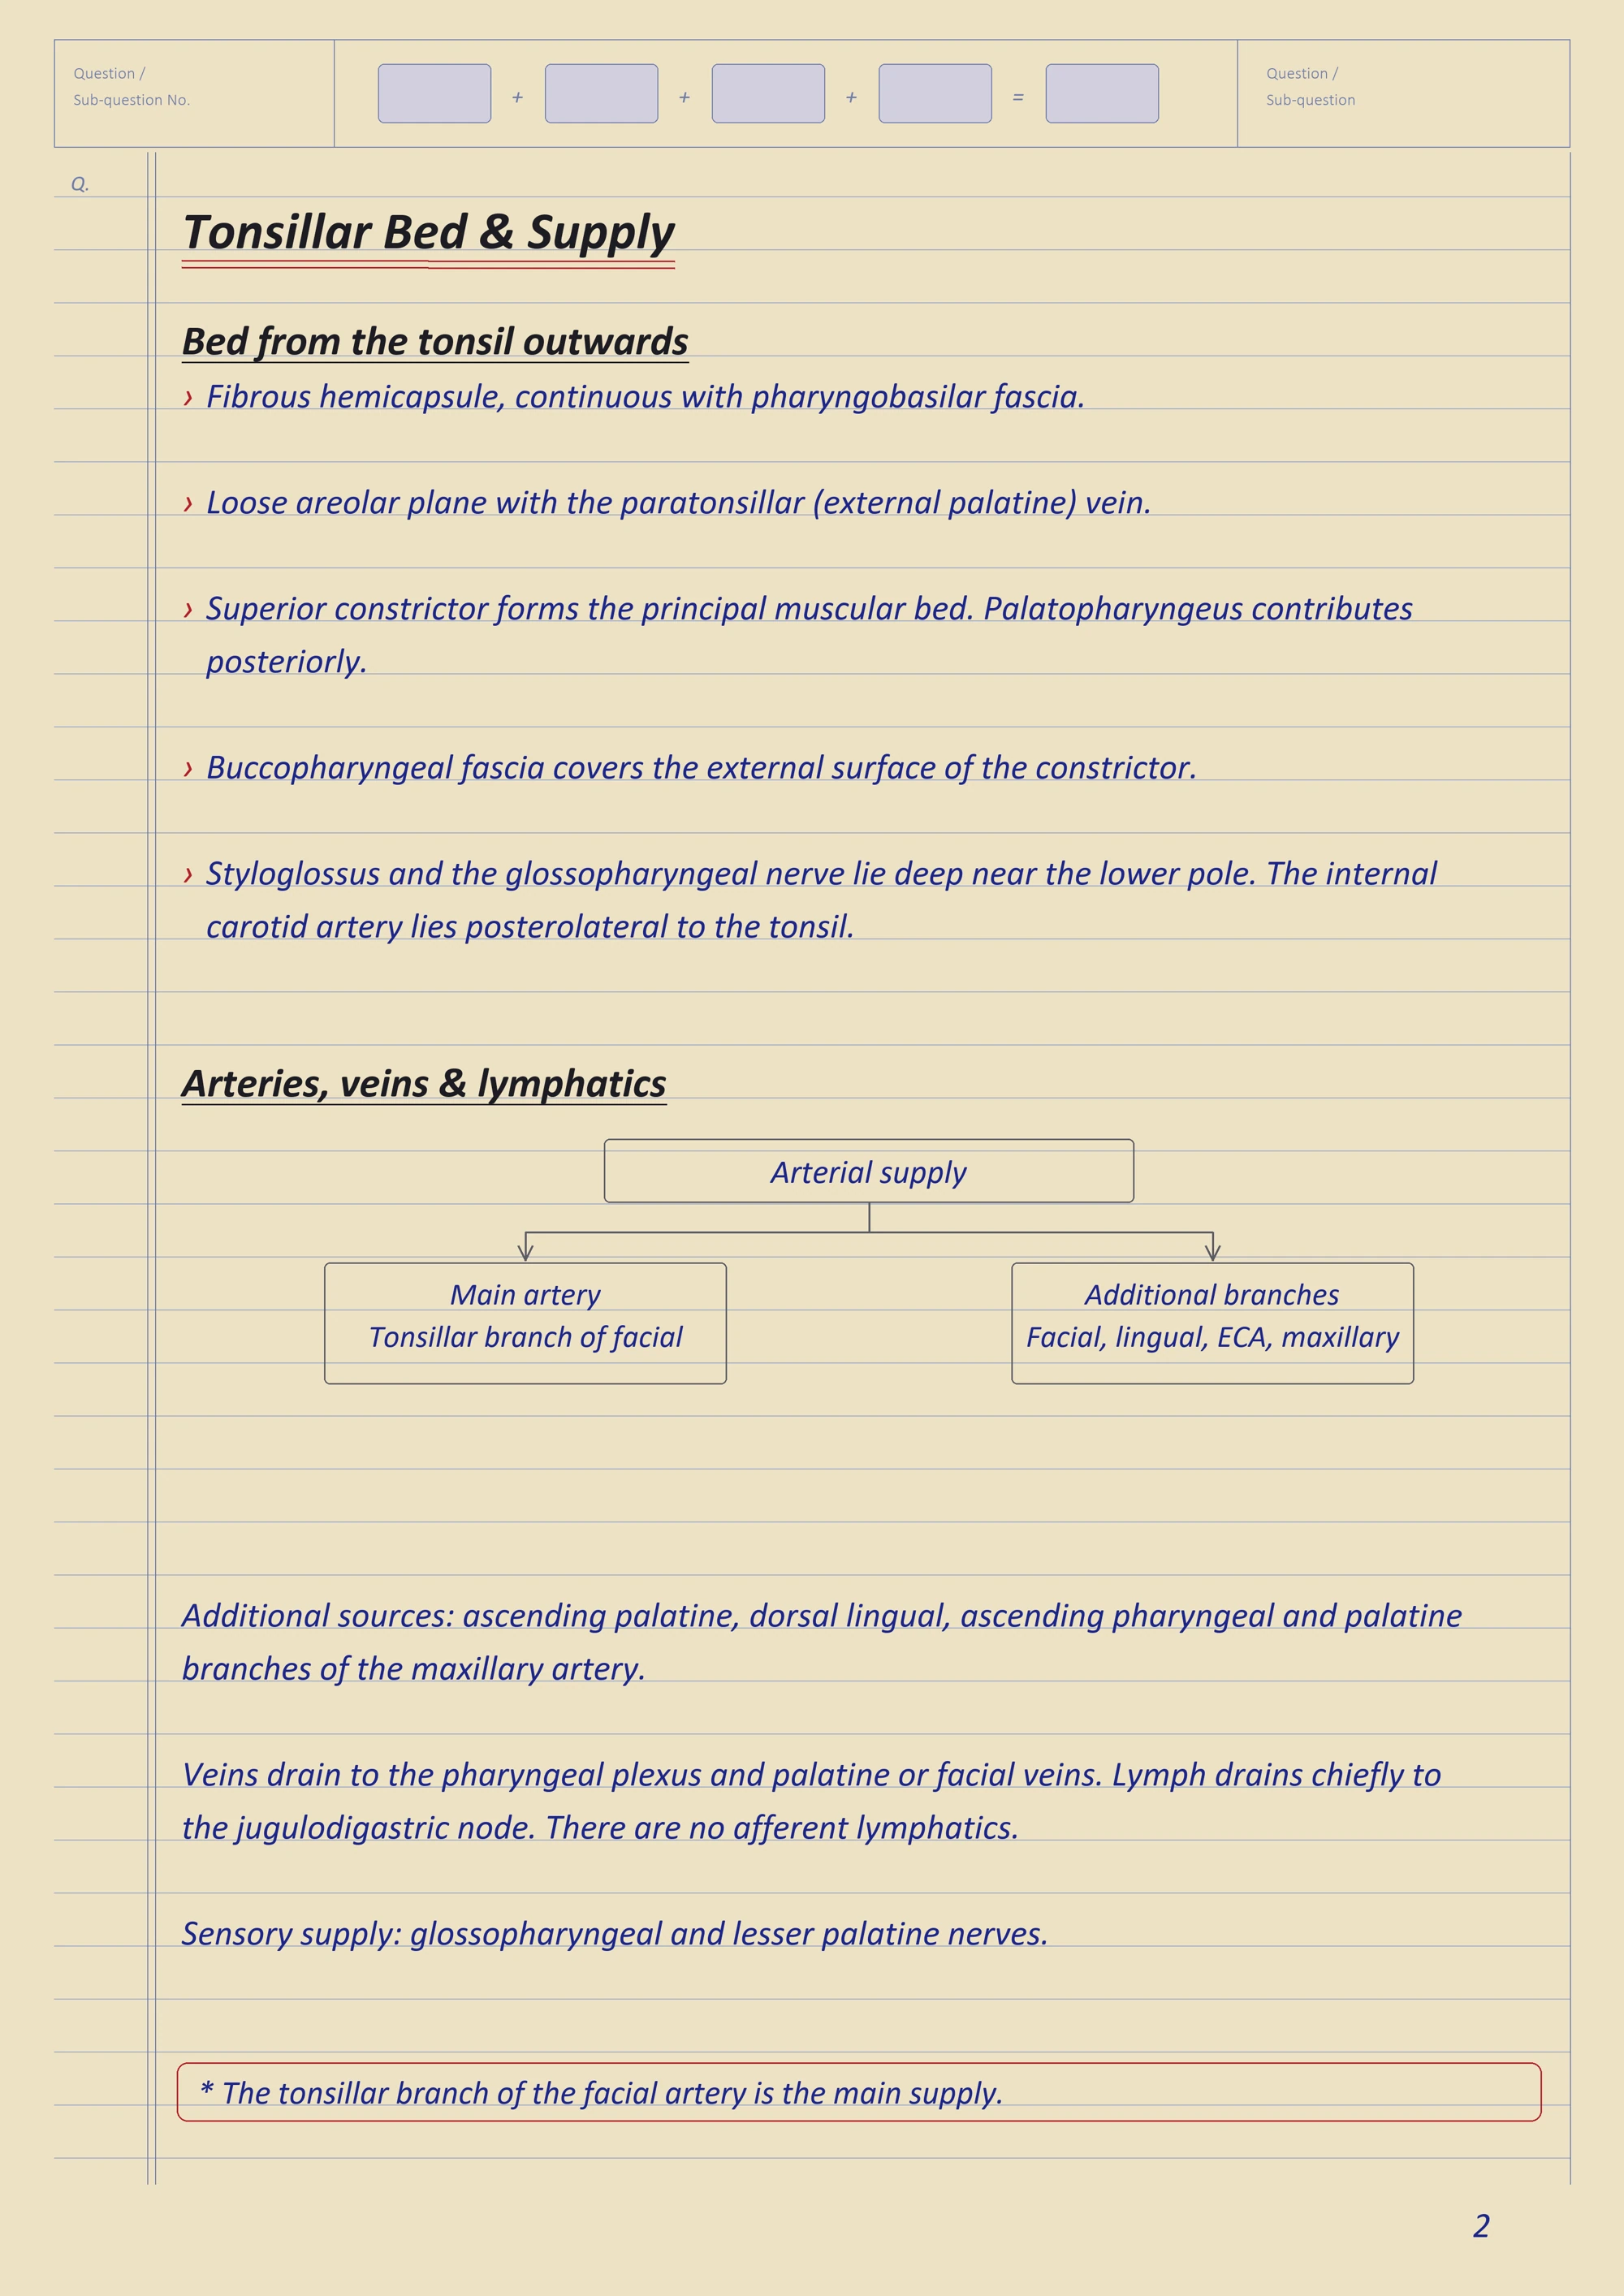 Question /
Sub-question No.
+ + + =
Question /
Sub-question
Q.
Tonsillar Bed & Supply
Bed from the tonsil outwards
› Fibrous hemicapsule, continuous with pharyngobasilar fascia.
› Loose areolar plane with the paratonsillar (external palatine) vein.
› Superior constrictor forms the principal muscular bed. Palatopharyngeus contributes
posteriorly.
› Buccopharyngeal fascia covers the external surface of the constrictor.
› Styloglossus and the glossopharyngeal nerve lie deep near the lower pole. The internal
carotid artery lies posterolateral to the tonsil.
Arteries, veins & lymphatics
Arterial supply
Main artery
Tonsillar branch of facial
Additional branches
Facial, lingual, ECA, maxillary
Additional sources: ascending palatine, dorsal lingual, ascending pharyngeal and palatine
branches of the maxillary artery.
Veins drain to the pharyngeal plexus and palatine or facial veins. Lymph drains chiefly to
the jugulodigastric node. There are no afferent lymphatics.
Sensory supply: glossopharyngeal and lesser palatine nerves.
* The tonsillar branch of the facial artery is the main supply.
2